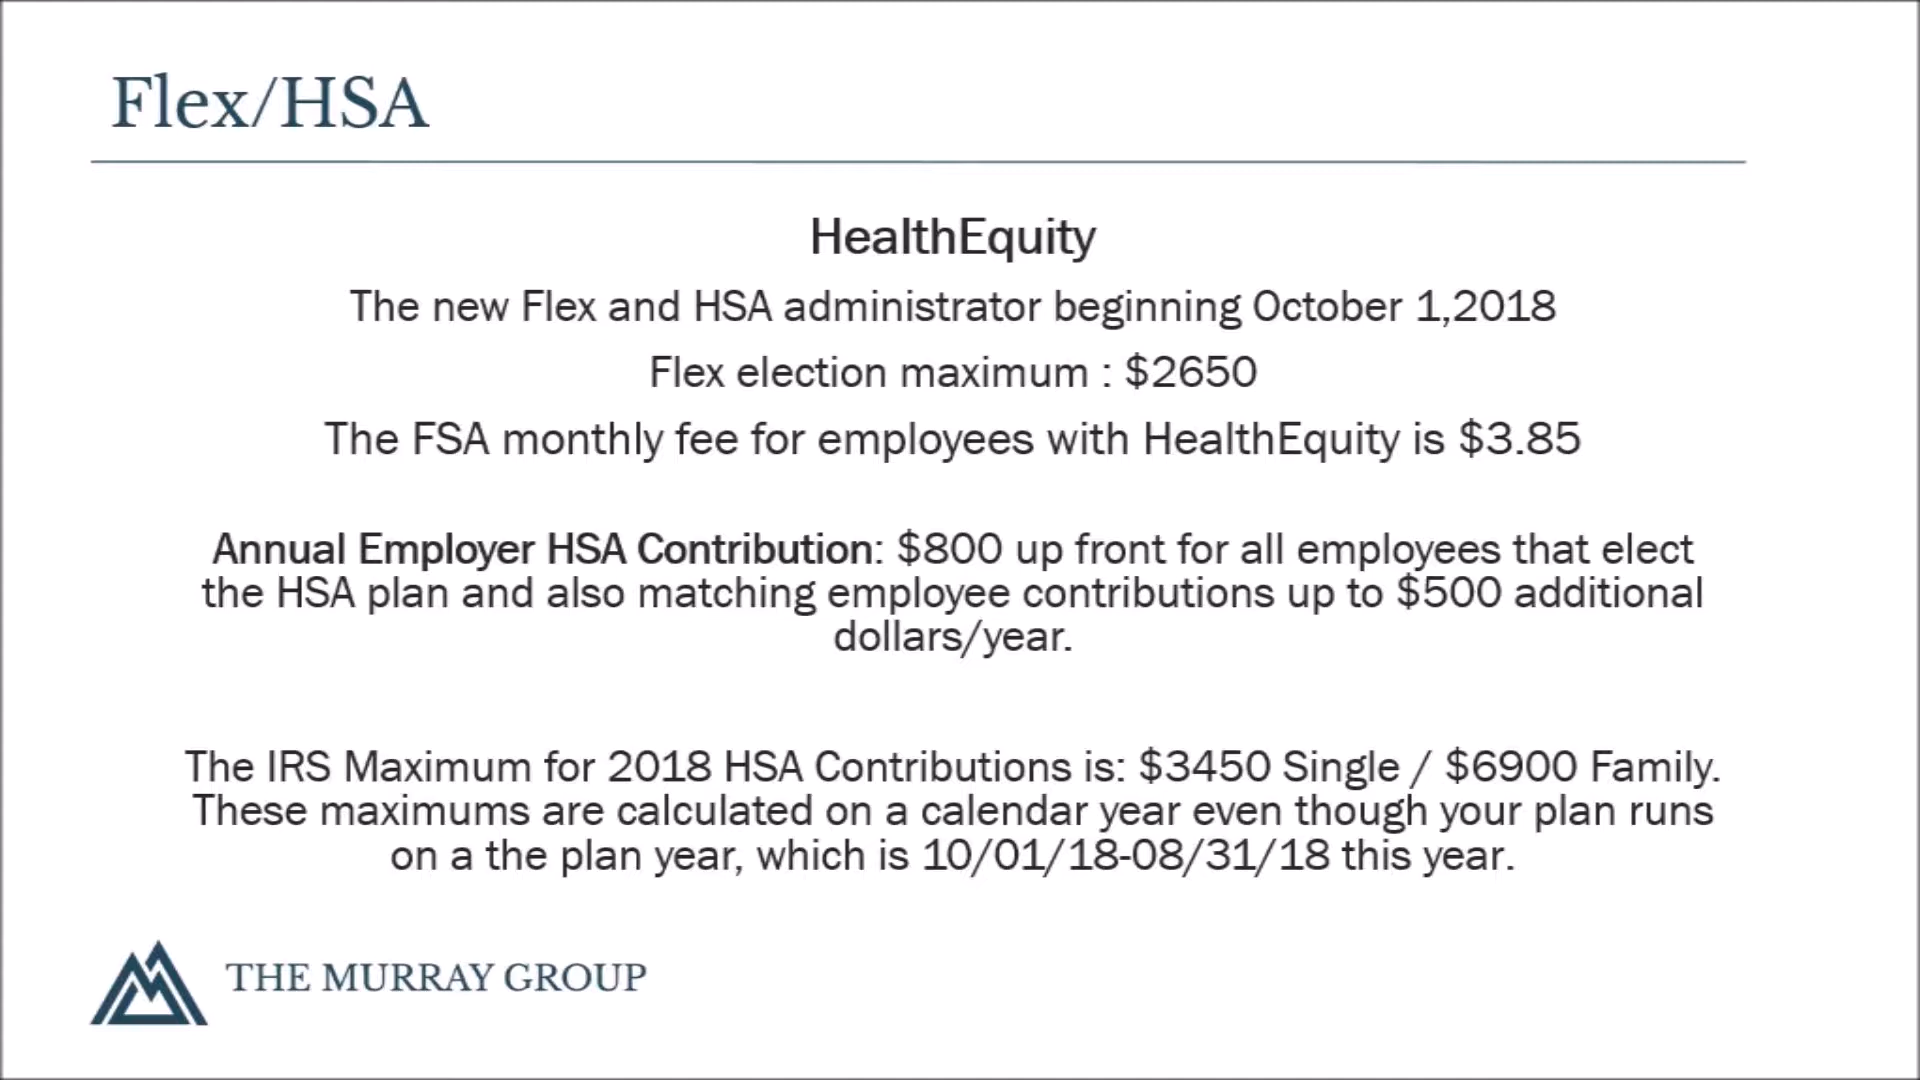 Flex/HSA
HealthEquity
The new Flex and HSA administrator beginning October 1,2018
Flex election maximum : $2650
The FSA monthly fee for employees with HealthEquity is $3.85
Annual Employer HSA Contribution: $800 up front for all employees that elect
the HSA plan and also matching employee contributions up to $500 additional
dollars/year.
The IRS Maximum for 2018 HSA Contributions is: $3450 Single / $6900 Family.
These maximums are calculated on a calendar year even though your plan runs
on a the plan year, which is 10/01/18-08/31/18 this year.
THE MURRAY GROUP